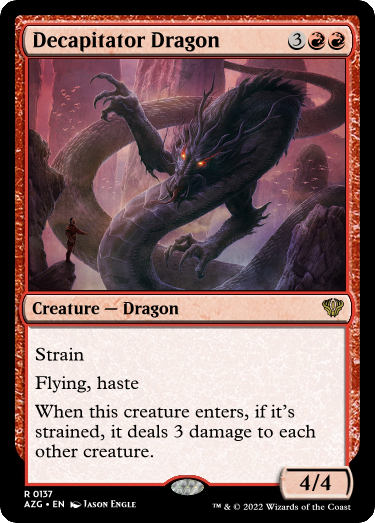 Decapitator Dragon 3
Creature — Dragon
Strain
Flying, haste
When this creature enters, if it's
strained, it deals 3 damage to each
other creature.
4/4
R 0137
AZG • EN Jason Engle
™ & © 2022 Wizards of the Coast